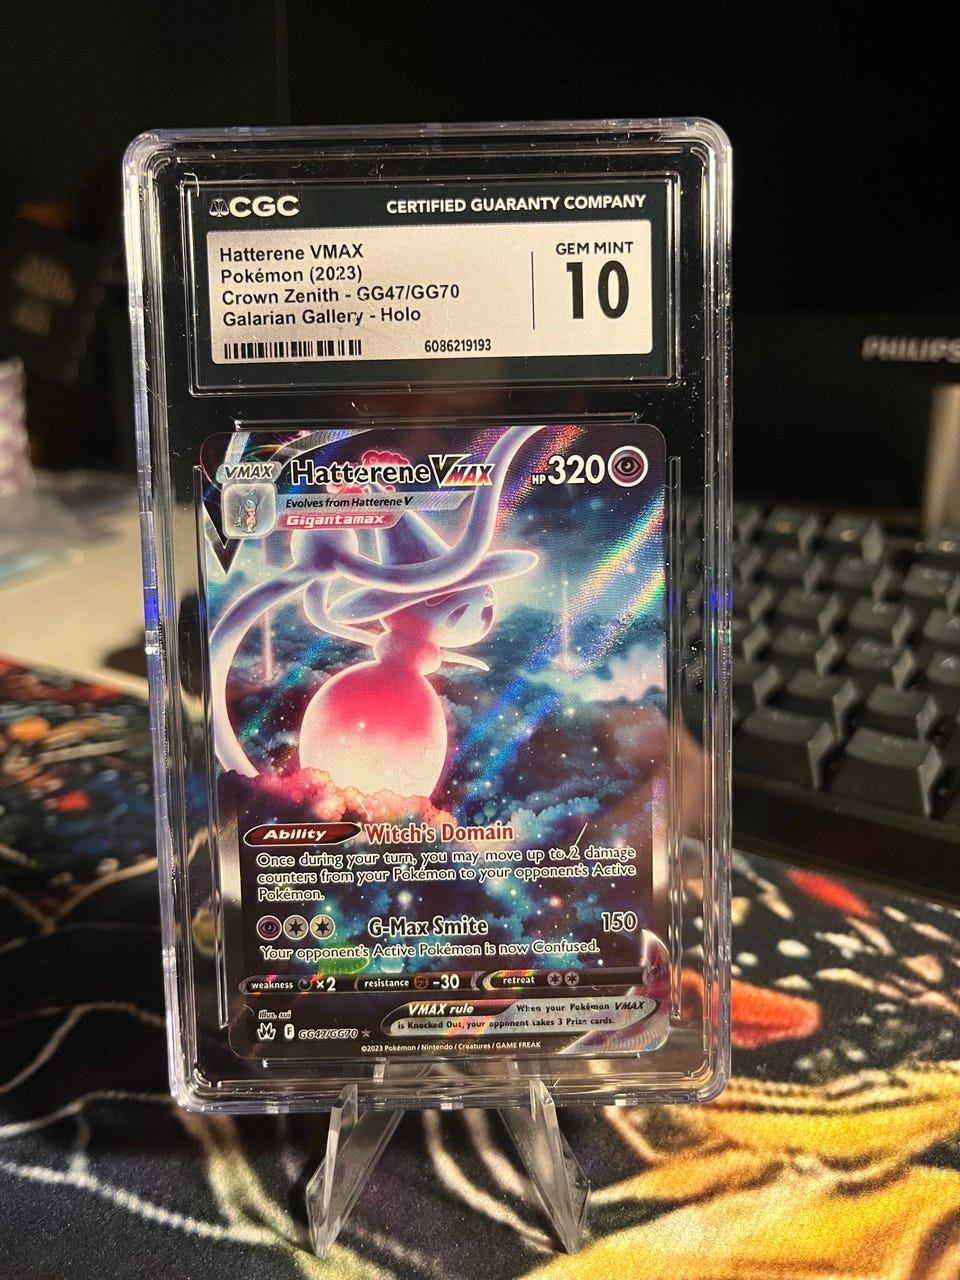 CGC
CERTIFIED GUARANTY COMPANY
Hatterene VMAX
Pokémon (2023)
Crown Zenith - GG47/GG70
Galarian Gallery - Holo
6086219193
GEM MINT
10
PHILIPS
VMAX
Hatterene VMAX
HP 320
Evolves from Hatterene V
Gigantamax
Ability Witch's Domain
Once during your turn, you may move up to 2 damage
counters from your Pokémon to your opponent's Active
Pokémon.
G-Max Smite 150
Your opponent's Active Pokémon is now Confused.
weakness ×2 resistance -30 retreat
VMAX rule When your Pokémon VMAX
is Knocked Out, your opponent takes 3 Prize cards.
Illus. sui
F GG47/GG70
©2023 Pokémon / Nintendo / Creatures / GAME FREAK